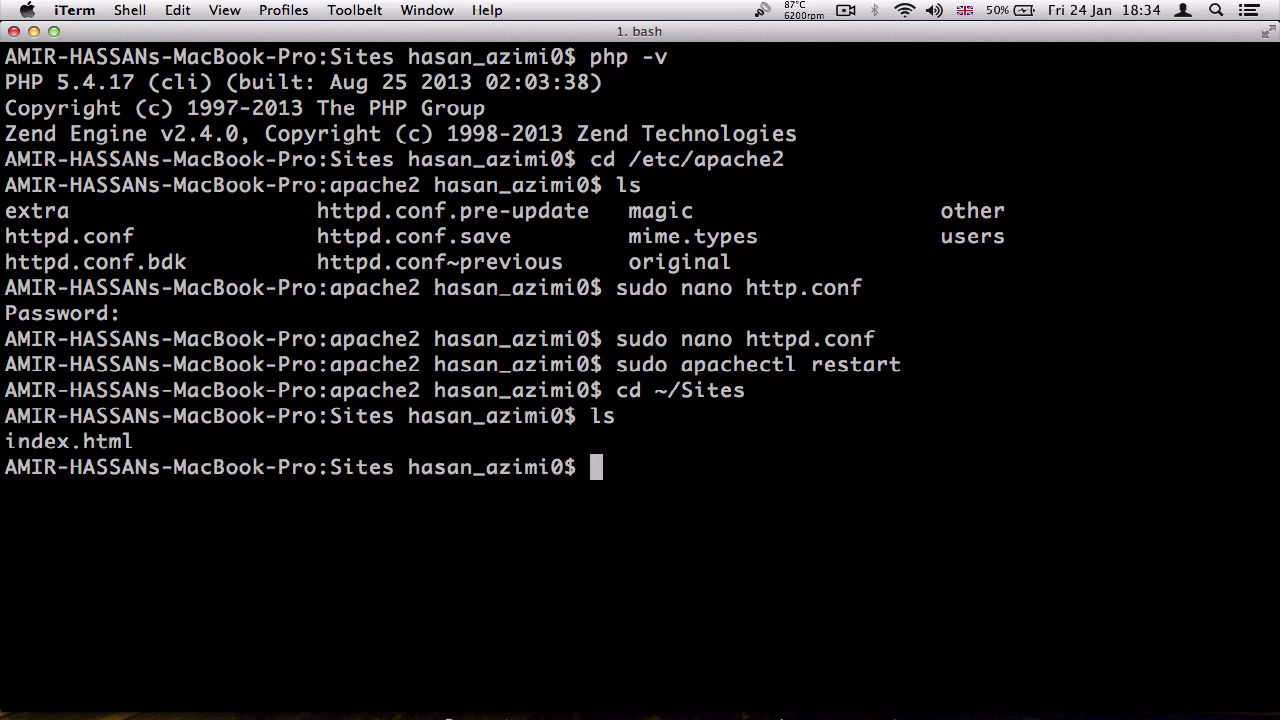 iTerm Shell Edit View Profiles Toolbelt Window Help 87°C 6200rpm 50% Fri 24 Jan 18:34
1. bash
AMIR-HASSANs-MacBook-Pro:Sites hasan_azimi0$ php -v
PHP 5.4.17 (cli) (built: Aug 25 2013 02:03:38)
Copyright (c) 1997-2013 The PHP Group
Zend Engine v2.4.0, Copyright (c) 1998-2013 Zend Technologies
AMIR-HASSANs-MacBook-Pro:Sites hasan_azimi0$ cd /etc/apache2
AMIR-HASSANs-MacBook-Pro:apache2 hasan_azimi0$ ls
extra httpd.conf.pre-update magic other
httpd.conf httpd.conf.save mime.types users
httpd.conf.bdk httpd.conf~previous original
AMIR-HASSANs-MacBook-Pro:apache2 hasan_azimi0$ sudo nano http.conf
Password:
AMIR-HASSANs-MacBook-Pro:apache2 hasan_azimi0$ sudo nano httpd.conf
AMIR-HASSANs-MacBook-Pro:apache2 hasan_azimi0$ sudo apachectl restart
AMIR-HASSANs-MacBook-Pro:apache2 hasan_azimi0$ cd ~/Sites
AMIR-HASSANs-MacBook-Pro:Sites hasan_azimi0$ ls
index.html
AMIR-HASSANs-MacBook-Pro:Sites hasan_azimi0$